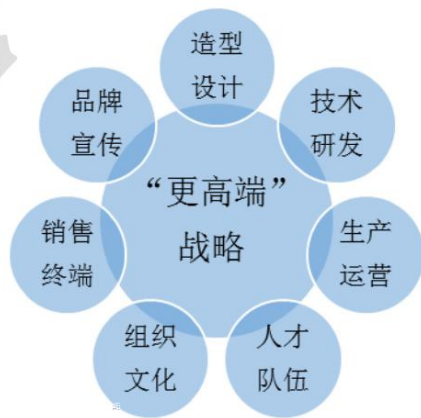 造型
设计
技术
研发
生产
运营
人才
队伍
组织
文化
销售
终端
品牌
宣传
“更高端”
战略